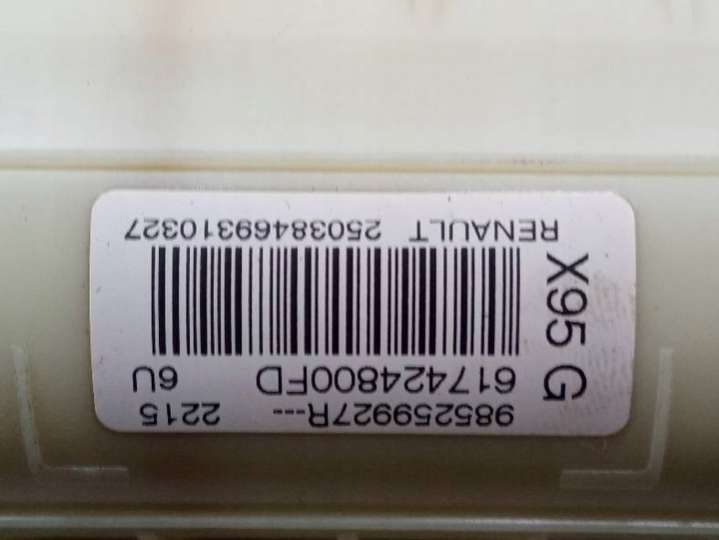 985259927R--- 2215
617424800FD 6U
RENAULT 25038469310327
X95 G